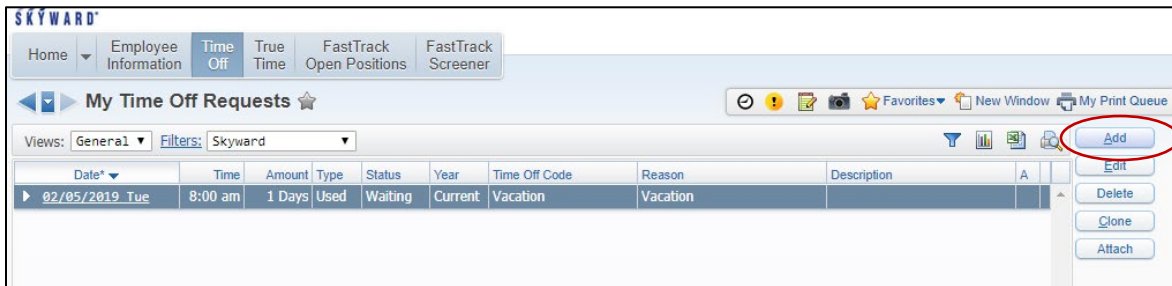 SKYWARD
Home Employee Information Time Off True Time FastTrack Open Positions FastTrack Screener
My Time Off Requests Favorites New Window My Print Queue
Views: General Filters: Skyward Add
Date* Time Amount Type Status Year Time Off Code Reason Description A Edit
02/05/2019 Tue 8:00 am 1 Days Used Waiting Current Vacation Vacation Delete
Clone
Attach